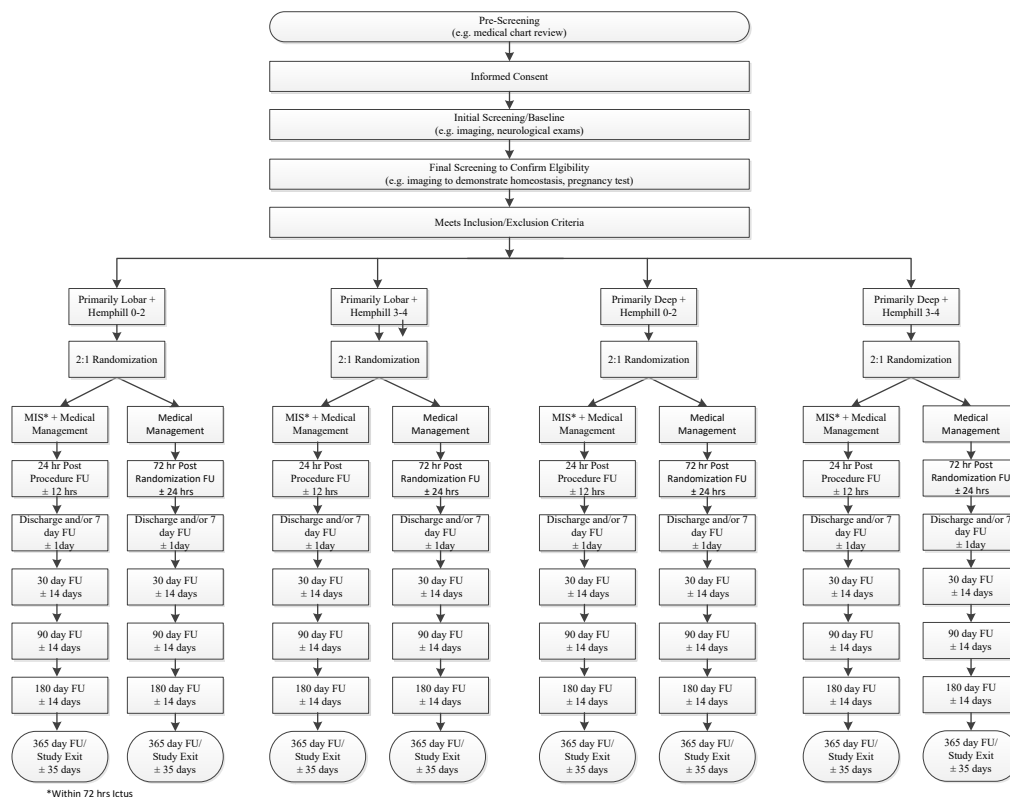 Pre-Screening
(e.g. medical chart review)
Informed Consent
Initial Screening/Baseline
(e.g. imaging, neurological exams)
Final Screening to Confirm Elgibility
(e.g. imaging to demonstrate homeostasis, pregnancy test)
Meets Inclusion/Exclusion Criteria
Primarily Lobar +
Hemphill 0-2
2:1 Randomization
MIS* + Medical
Management
24 hr Post
Procedure FU
± 12 hrs
Discharge and/or 7
day FU
± 1day
30 day FU
± 14 days
90 day FU
± 14 days
180 day FU
± 14 days
365 day FU/
Study Exit
± 35 days
Medical
Management
72 hr Post
Randomization FU
± 24 hrs
Discharge and/or 7
day FU
± 1day
30 day FU
± 14 days
90 day FU
± 14 days
180 day FU
± 14 days
365 day FU/
Study Exit
± 35 days
Primarily Lobar +
Hemphill 3-4
2:1 Randomization
MIS* + Medical
Management
24 hr Post
Procedure FU
± 12 hrs
Discharge and/or 7
day FU
± 1day
30 day FU
± 14 days
90 day FU
± 14 days
180 day FU
± 14 days
365 day FU/
Study Exit
± 35 days
Medical
Management
72 hr Post
Randomization FU
± 24 hrs
Discharge and/or 7
day FU
± 1day
30 day FU
± 14 days
90 day FU
± 14 days
180 day FU
± 14 days
365 day FU/
Study Exit
± 35 days
Primarily Deep +
Hemphill 0-2
2:1 Randomization
MIS* + Medical
Management
24 hr Post
Procedure FU
± 12 hrs
Discharge and/or 7
day FU
± 1day
30 day FU
± 14 days
90 day FU
± 14 days
180 day FU
± 14 days
365 day FU/
Study Exit
± 35 days
Medical
Management
72 hr Post
Randomization FU
± 24 hrs
Discharge and/or 7
day FU
± 1day
30 day FU
± 14 days
90 day FU
± 14 days
180 day FU
± 14 days
365 day FU/
Study Exit
± 35 days
Primarily Deep +
Hemphill 3-4
2:1 Randomization
MIS* + Medical
Management
24 hr Post
Procedure FU
± 12 hrs
Discharge and/or 7
day FU
± 1day
30 day FU
± 14 days
90 day FU
± 14 days
180 day FU
± 14 days
365 day FU/
Study Exit
± 35 days
Medical
Management
72 hr Post
Randomization FU
± 24 hrs
Discharge and/or 7
day FU
± 1day
30 day FU
± 14 days
90 day FU
± 14 days
180 day FU
± 14 days
365 day FU/
Study Exit
± 35 days
*Within 72 hrs Ictus